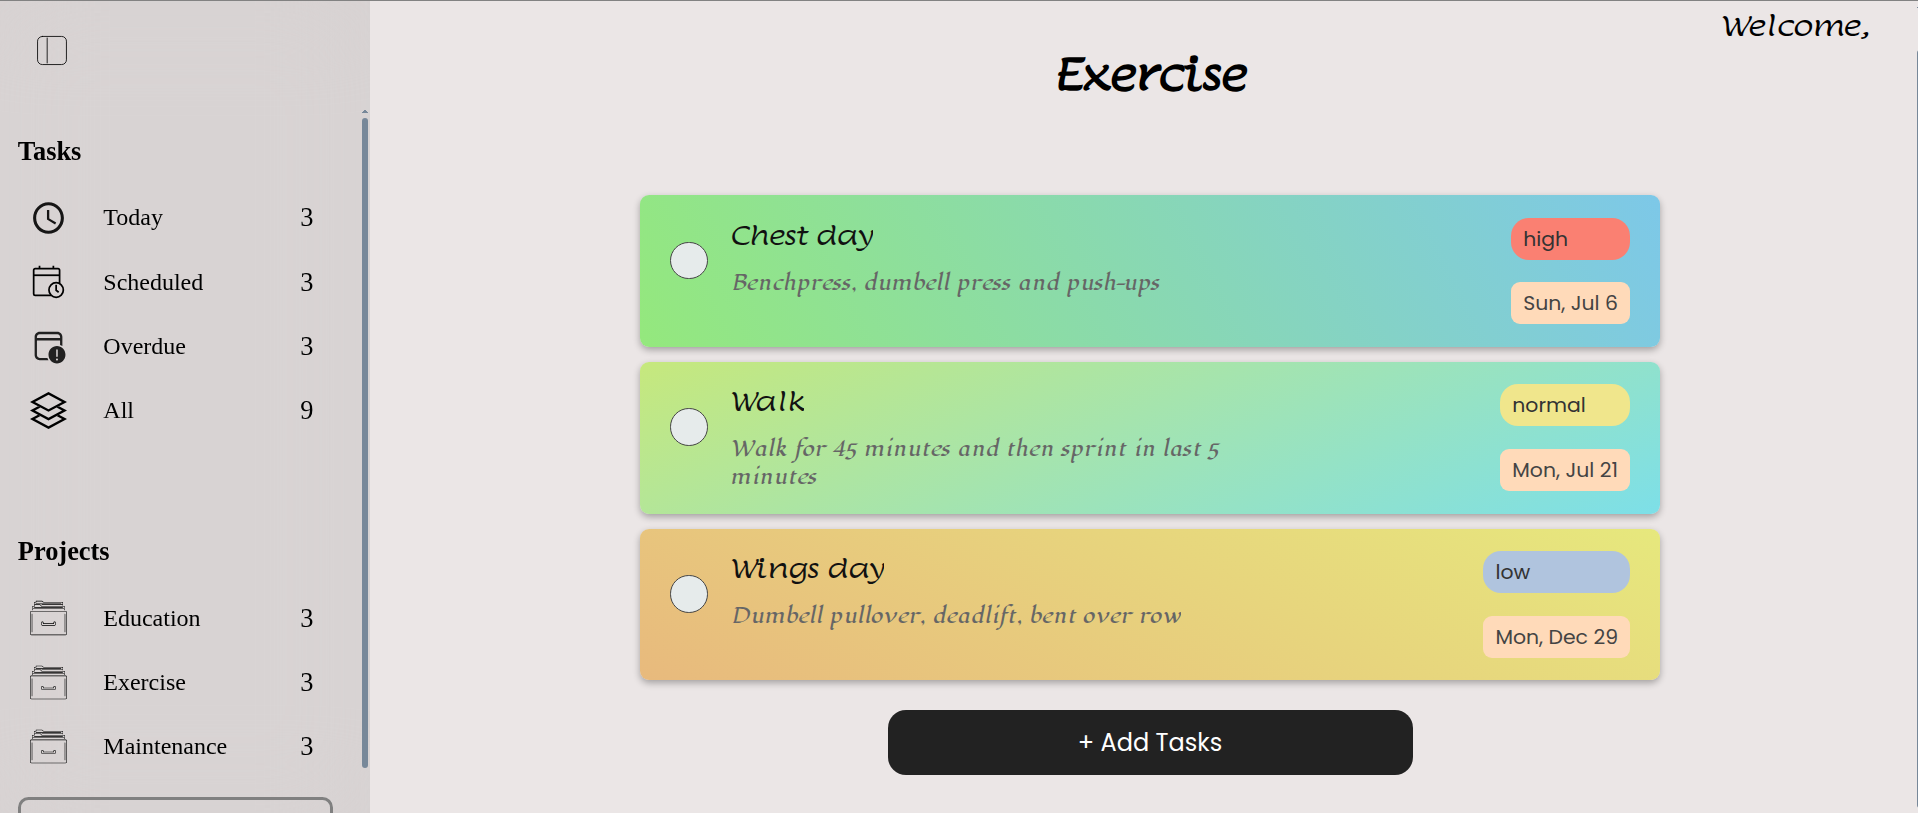 Welcome,
Exercise
Tasks
Today 3
Scheduled 3
Overdue 3
All 9
Projects
Education 3
Exercise 3
Maintenance 3
Chest day
Benchpress, dumbell press and push-ups
high
Sun, Jul 6
Walk
Walk for 45 minutes and then sprint in last 5
minutes
normal
Mon, Jul 21
Wings day
Dumbell pullover, deadlift, bent over row
low
Mon, Dec 29
+ Add Tasks